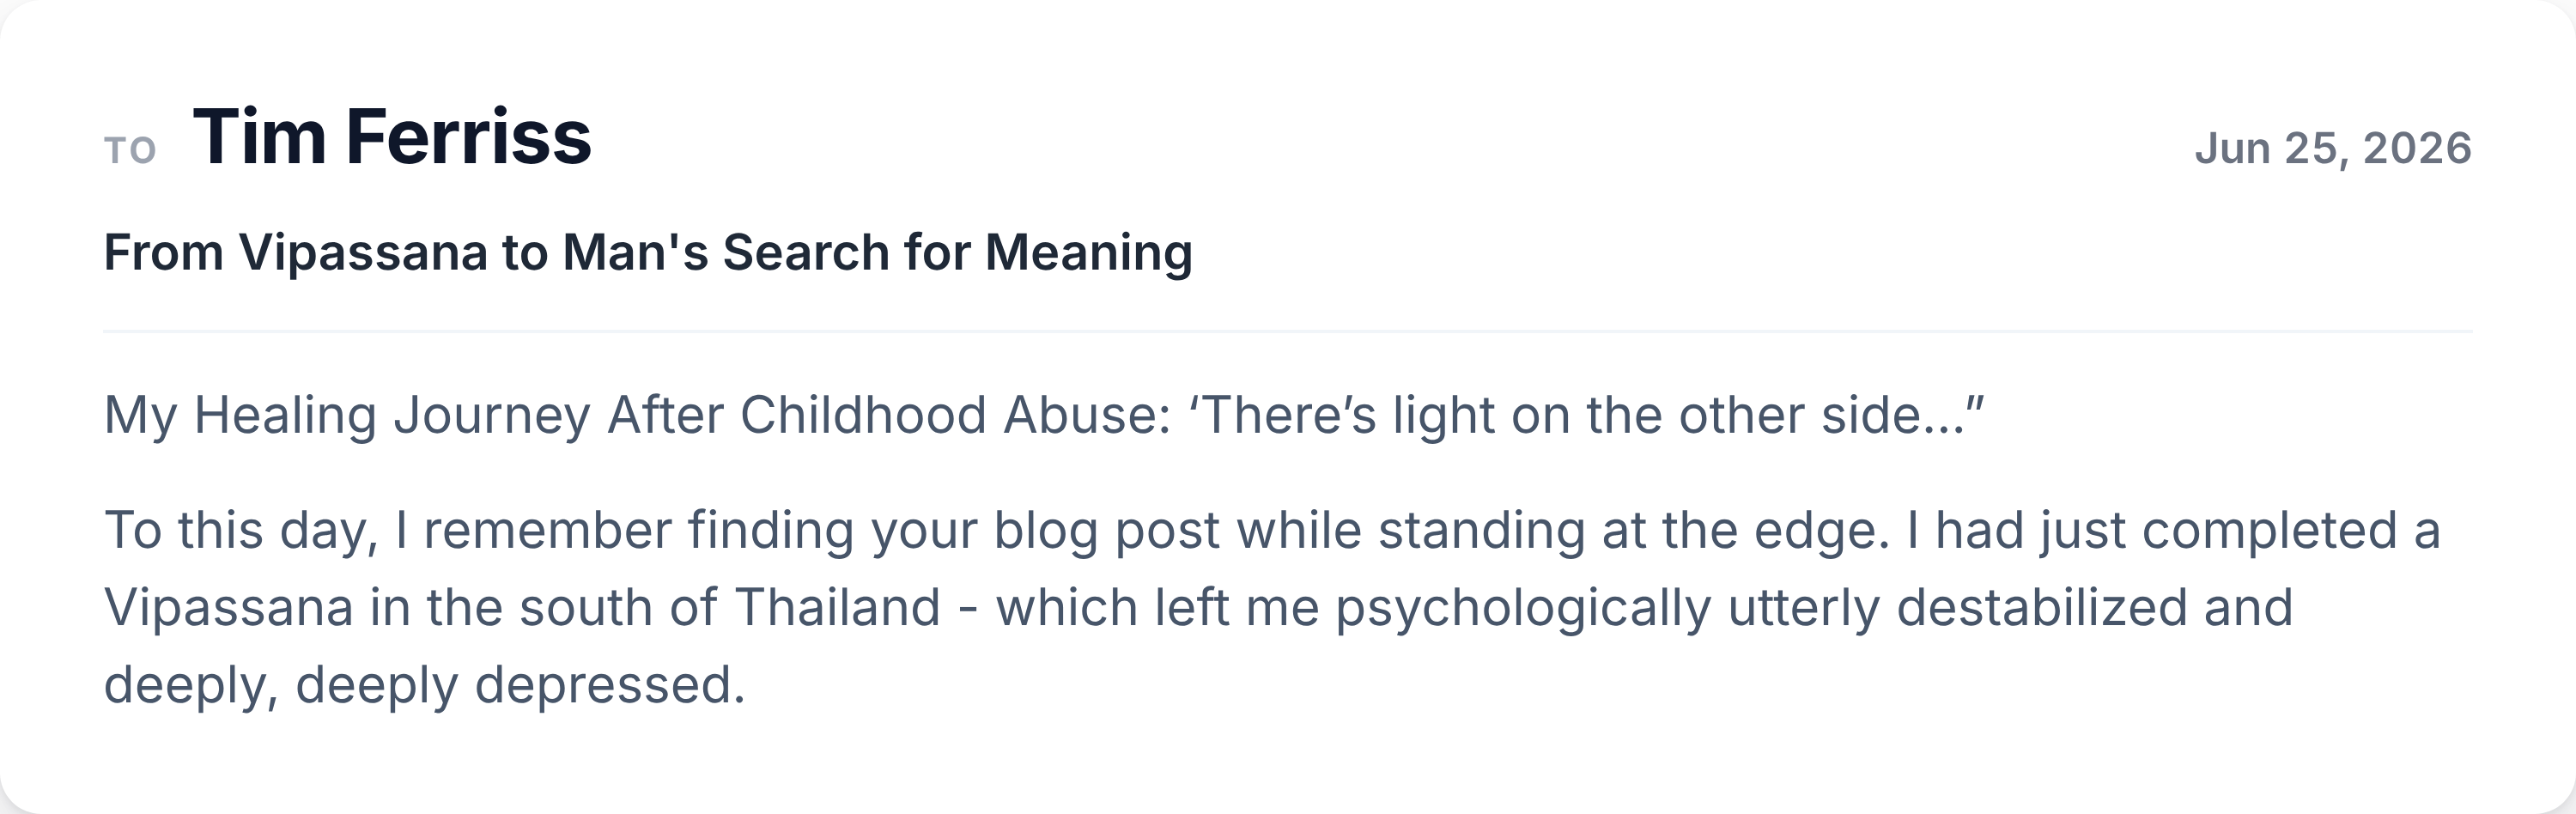 TO Tim Ferriss
Jun 25, 2026
From Vipassana to Man's Search for Meaning
My Healing Journey After Childhood Abuse: ‘There’s light on the other side...”
To this day, I remember finding your blog post while standing at the edge. I had just completed a
Vipassana in the south of Thailand - which left me psychologically utterly destabilized and
deeply, deeply depressed.